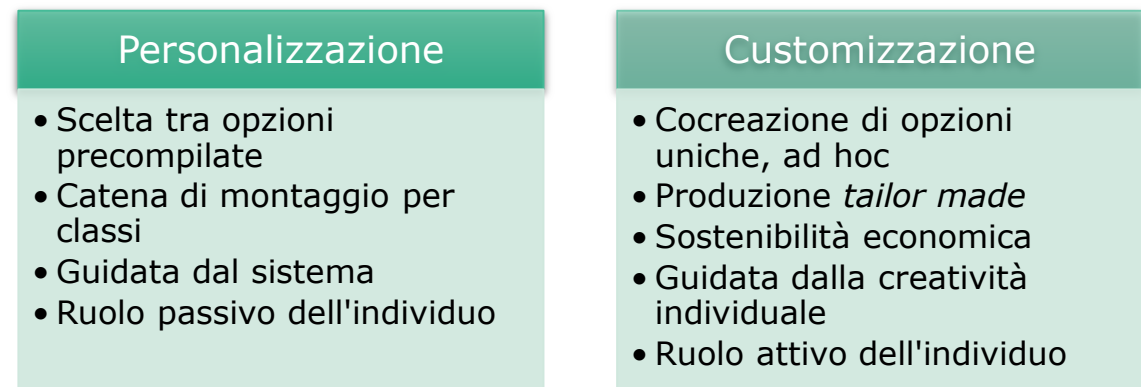 Personalizzazione
• Scelta tra opzioni
precompilate
• Catena di montaggio per
classi
• Guidata dal sistema
• Ruolo passivo dell'individuo
Customizzazione
• Cocreazione di opzioni
uniche, ad hoc
• Produzione tailor made
• Sostenibilità economica
• Guidata dalla creatività
individuale
• Ruolo attivo dell'individuo